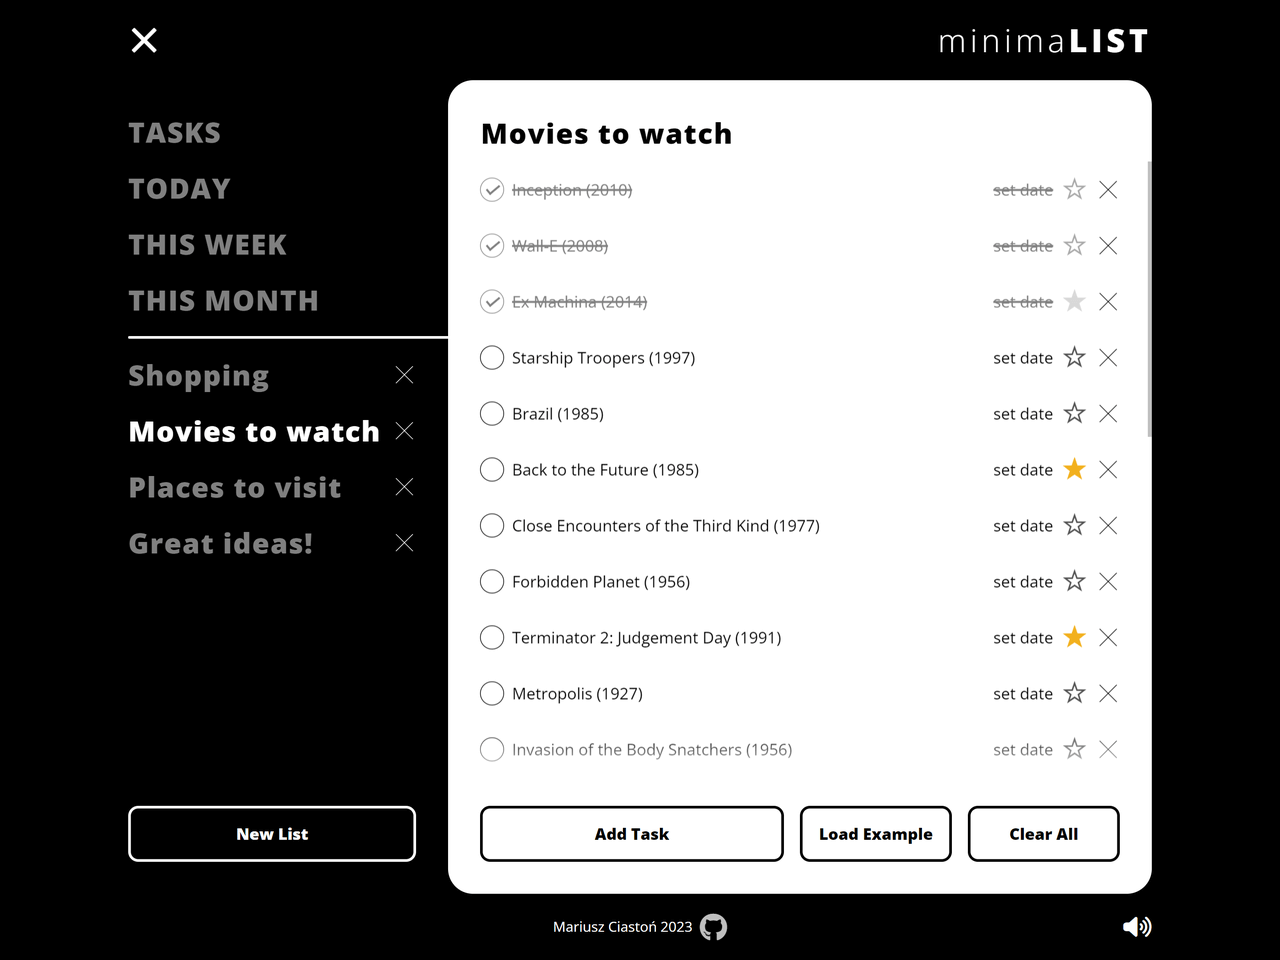 minimaLIST
TASKS
TODAY
THIS WEEK
THIS MONTH
Shopping
Movies to watch
Places to visit
Great ideas!
New List
Movies to watch
Inception (2010) set date
Wall-E (2008) set date
Ex Machina (2014) set date
Starship Troopers (1997) set date
Brazil (1985) set date
Back to the Future (1985) set date
Close Encounters of the Third Kind (1977) set date
Forbidden Planet (1956) set date
Terminator 2: Judgement Day (1991) set date
Metropolis (1927) set date
Invasion of the Body Snatchers (1956) set date
Add Task Load Example Clear All
Mariusz Ciastoń 2023